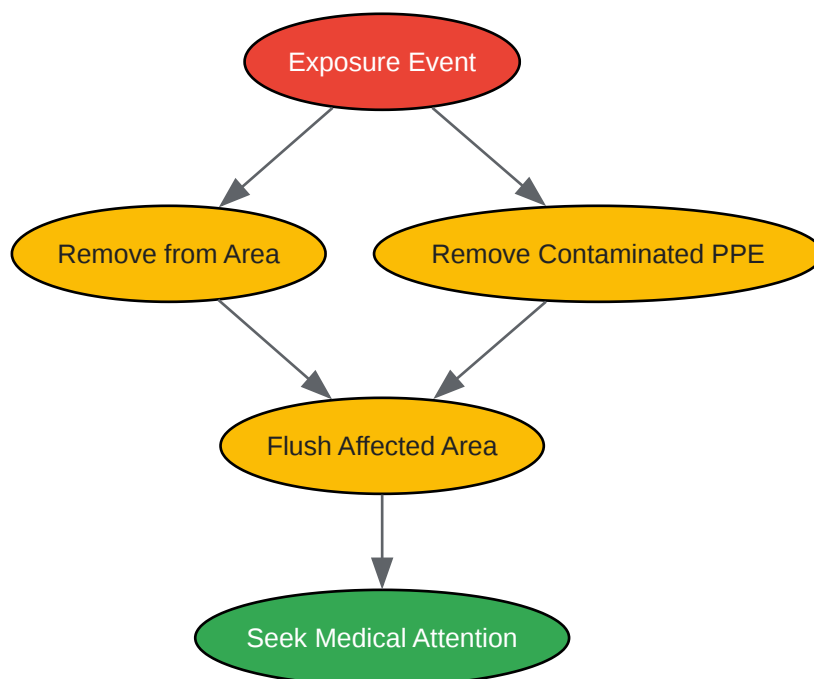 Exposure Event
Remove from Area
Remove Contaminated PPE
Flush Affected Area
Seek Medical Attention